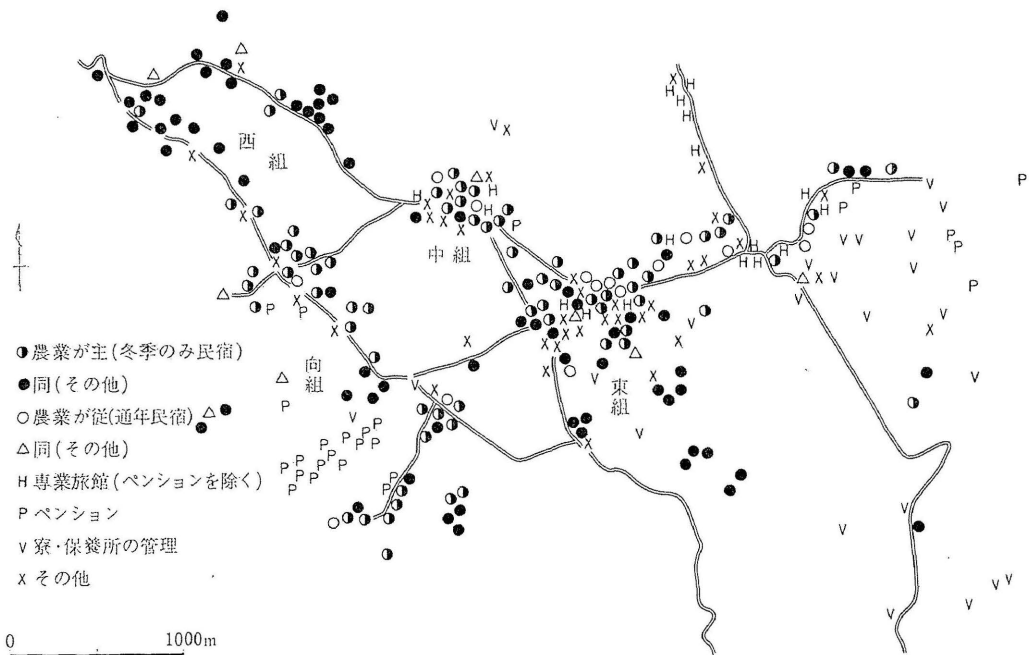 西組
中組
向組
東組
◐農業が主(冬季のみ民宿)
●同(その他)
○農業が従(通年民宿)
△同(その他)
H 専業旅館(ペンションを除く)
P ペンション
V 寮・保養所の管理
X その他
0 1000m